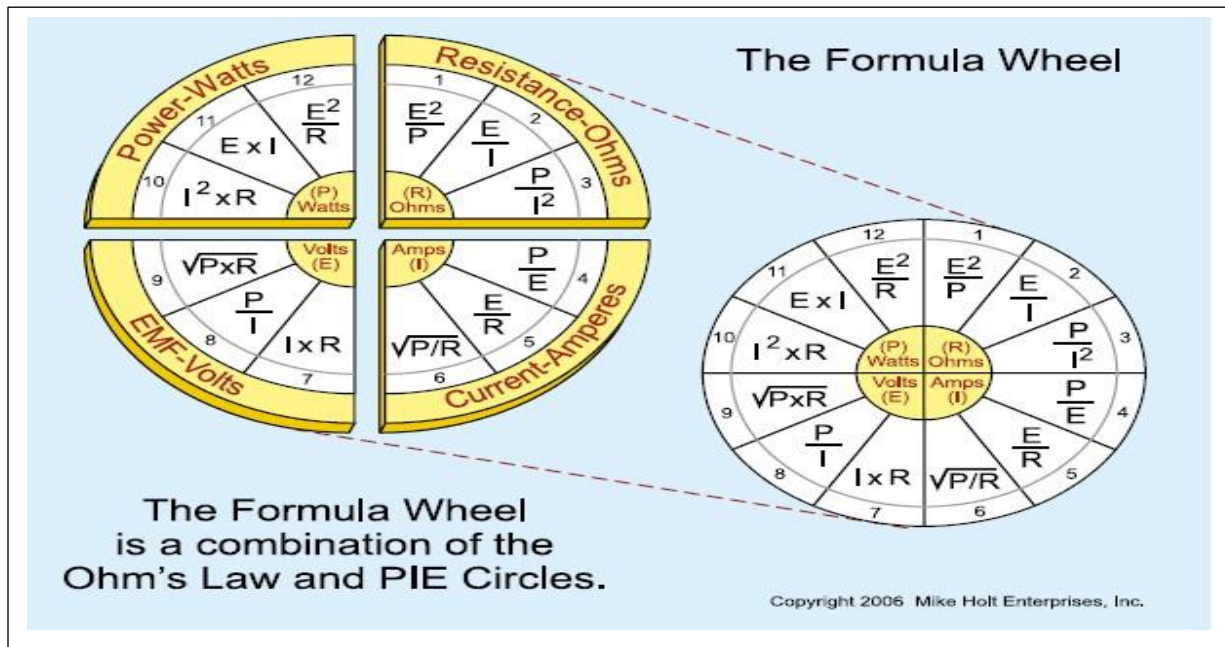 The Formula Wheel
Power-Watts
10
11
12
I² x R
E x I
E²
R
(P)
Watts
Resistance-Ohms
1
2
3
E²
P
E
I
P
I²
(R)
Ohms
EMF-Volts
9
8
7
√PxR
P
I
I x R
Volts
(E)
Current-Amperes
4
5
6
P
E
E
R
√P/R
Amps
(I)
12
1
11
2
10
3
9
4
8
5
7
6
E²
R
E²
P
E x I
E
I
I² x R
P
I²
(P)
Watts
(R)
Ohms
Volts
(E)
Amps
(I)
√PxR
P
E
P
I
E
R
I x R
√P/R
The Formula Wheel
is a combination of the
Ohm's Law and PIE Circles.
Copyright 2006 Mike Holt Enterprises, Inc.